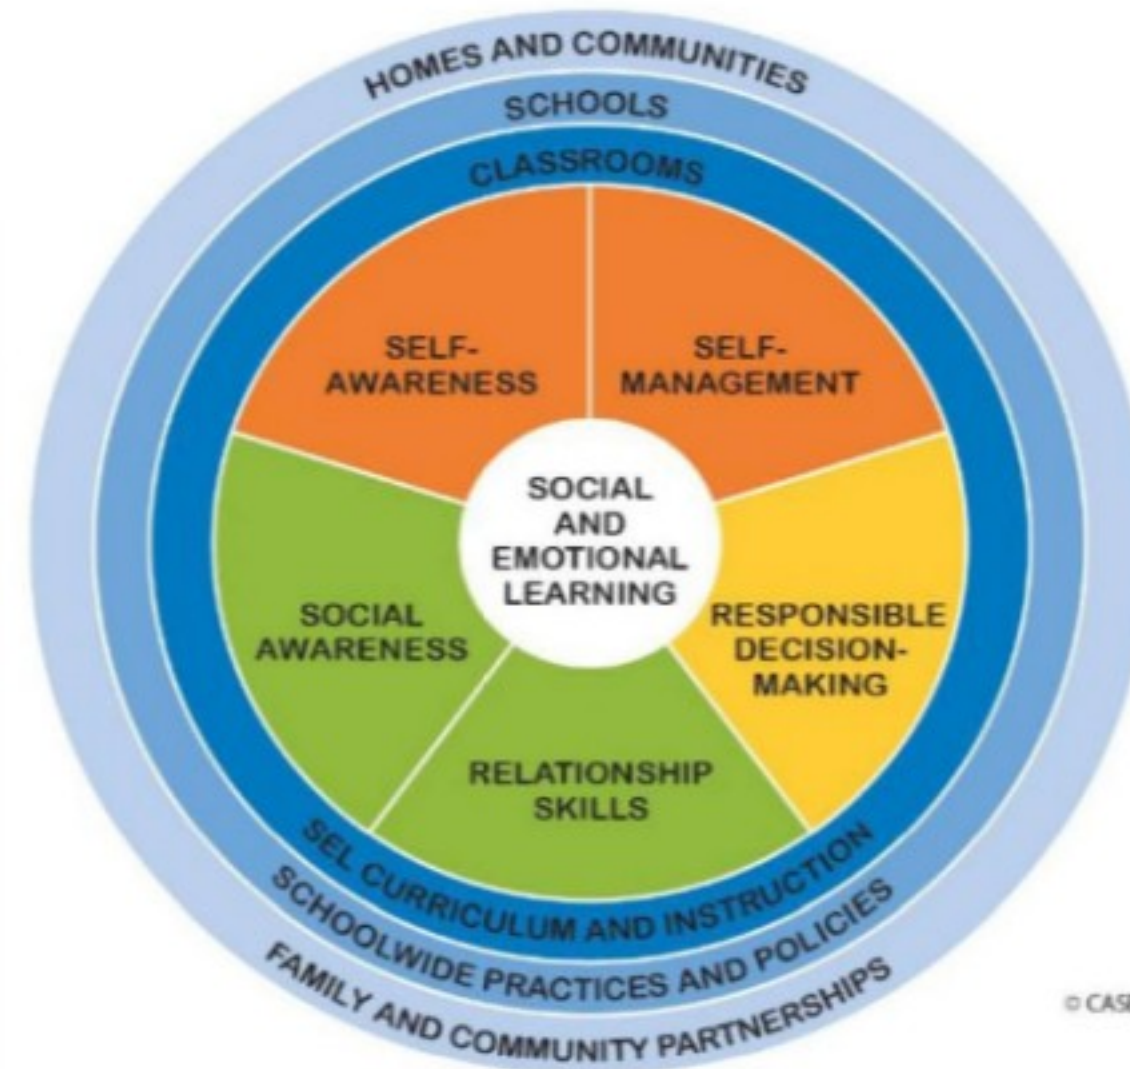 HOMES AND COMMUNITIES
SCHOOLS
CLASSROOMS
SELF-
AWARENESS
SELF-
MANAGEMENT
SOCIAL
AND
EMOTIONAL
LEARNING
SOCIAL
AWARENESS
RESPONSIBLE
DECISION-
MAKING
RELATIONSHIP
SKILLS
SEL CURRICULUM AND INSTRUCTION
SCHOOLWIDE PRACTICES AND POLICIES
FAMILY AND COMMUNITY PARTNERSHIPS
©